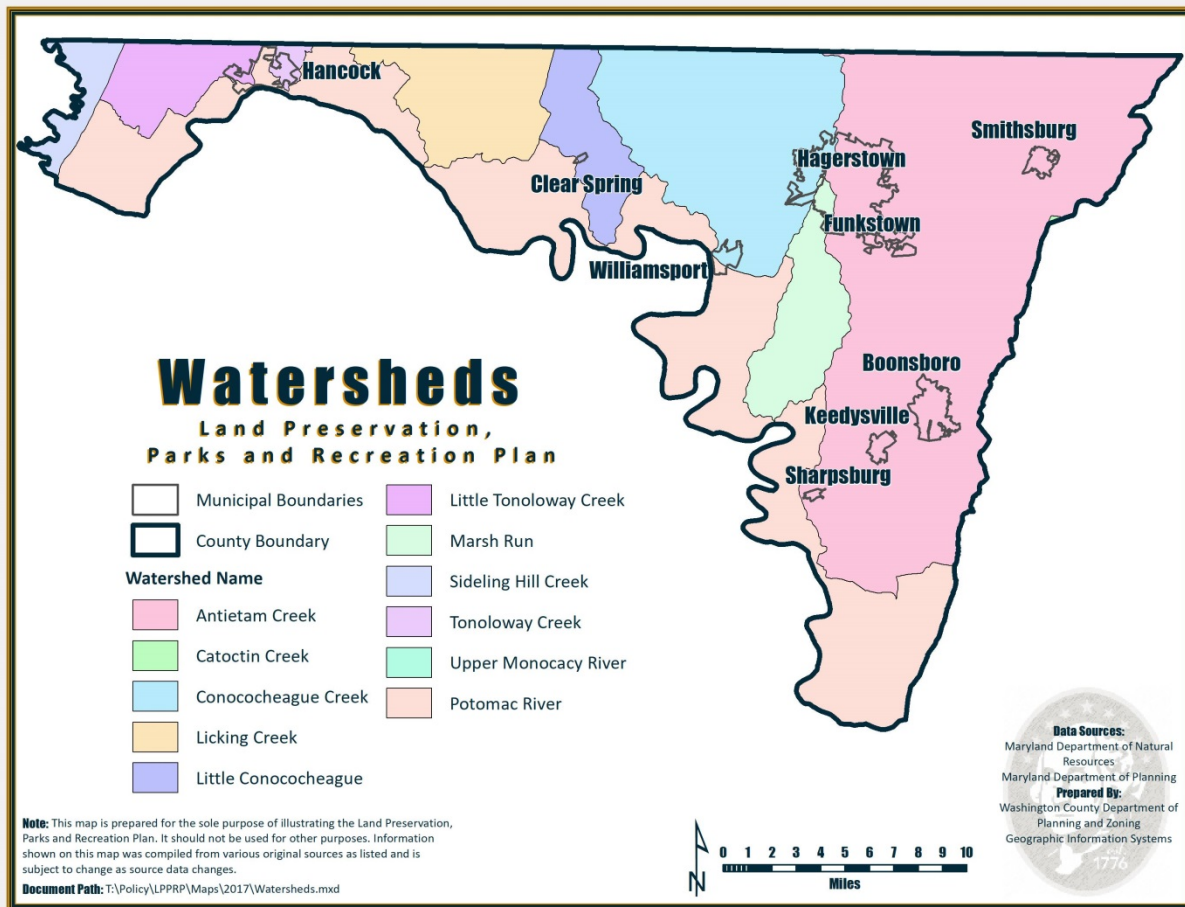 Hancock
Smithsburg
Hagerstown
Clear Spring
Funkstown
Williamsport
Boonsboro
Keedysville
Sharpsburg
Watersheds
Land Preservation,
Parks and Recreation Plan
Municipal Boundaries
County Boundary
Watershed Name
Antietam Creek
Catoctin Creek
Conococheague Creek
Licking Creek
Little Conococheague
Little Tonoloway Creek
Marsh Run
Sideling Hill Creek
Tonoloway Creek
Upper Monocacy River
Potomac River
Note: This map is prepared for the sole purpose of illustrating the Land Preservation,
Parks and Recreation Plan. It should not be used for other purposes. Information
shown on this map was compiled from various original sources as listed and is
subject to change as source data changes.
Document Path: T:\Policy\LPPRP\Maps\2017\Watersheds.mxd
N
0 1 2 3 4 5 6 7 8 9 10
Miles
Data Sources:
Maryland Department of Natural
Resources
Maryland Department of Planning
Prepared By:
Washington County Department of
Planning and Zoning
Geographic Information Systems
1776